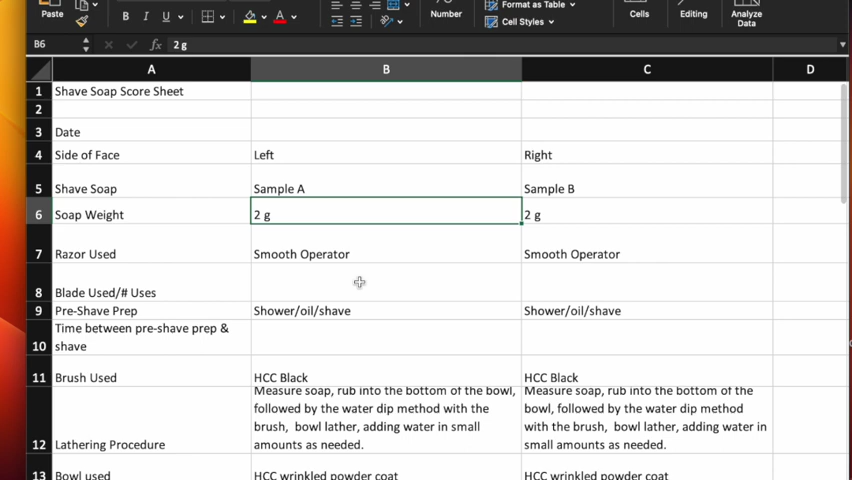 Paste
B I U
A
Number
Format as Table
Cell Styles
Cells
Editing
Analyze
Data
B6 fx 2 g
A B C D
1 Shave Soap Score Sheet
2
3 Date
4 Side of Face Left Right
5 Shave Soap Sample A Sample B
6 Soap Weight 2 g 2 g
7 Razor Used Smooth Operator Smooth Operator
8 Blade Used/# Uses
9 Pre-Shave Prep Shower/oil/shave Shower/oil/shave
Time between pre-shave prep &
10 shave
11 Brush Used HCC Black HCC Black
Measure soap, rub into the bottom of the bowl,
followed by the water dip method with the
brush, bowl lather, adding water in small
amounts as needed.
Measure soap, rub into the bottom of the
bowl, followed by the water dip method
with the brush, bowl lather, adding water in
small amounts as needed.
12 Lathering Procedure
13 Bowl used HCC wrinkled powder coat HCC wrinkled powder coat